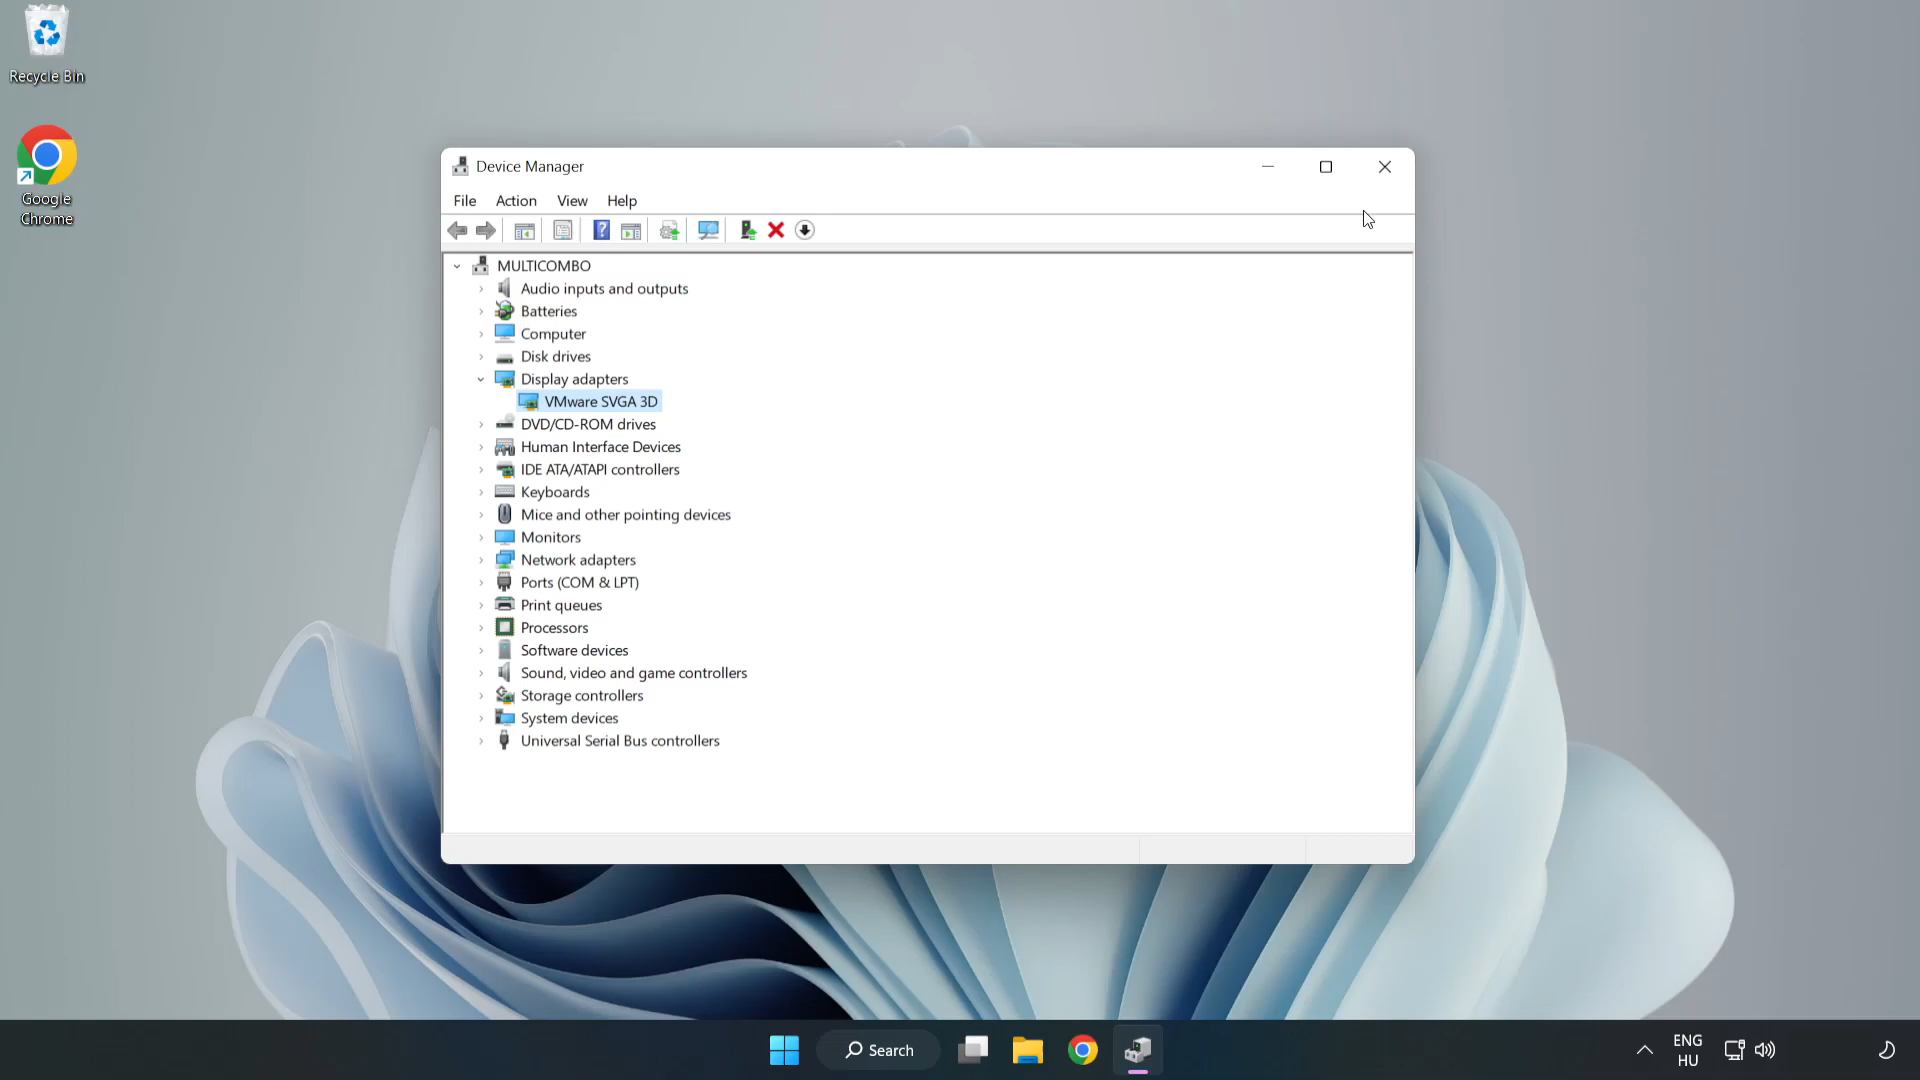 Recycle Bin
Google
Chrome
Device Manager
File Action View Help
MULTICOMBO
Audio inputs and outputs
Batteries
Computer
Disk drives
Display adapters
VMware SVGA 3D
DVD/CD-ROM drives
Human Interface Devices
IDE ATA/ATAPI controllers
Keyboards
Mice and other pointing devices
Monitors
Network adapters
Ports (COM & LPT)
Print queues
Processors
Software devices
Sound, video and game controllers
Storage controllers
System devices
Universal Serial Bus controllers
Search
ENG
HU